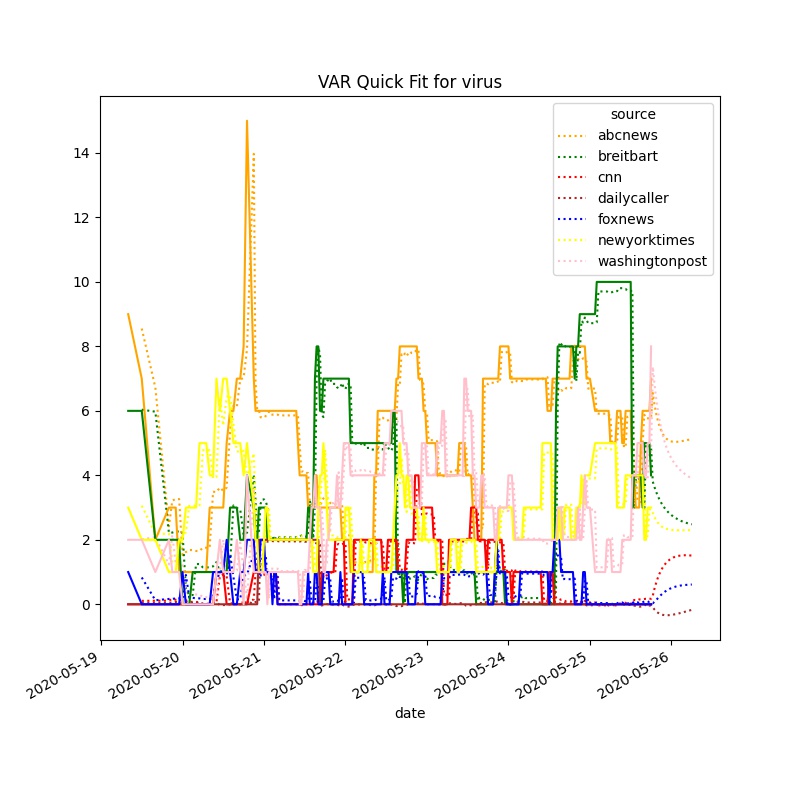 VAR Quick Fit for virus
source
abcnews
breitbart
cnn
dailycaller
foxnews
newyorktimes
washingtonpost
14
12
10
8
6
4
2
0
2020-05-19
2020-05-20
2020-05-21
2020-05-22
2020-05-23
2020-05-24
2020-05-25
2020-05-26
date